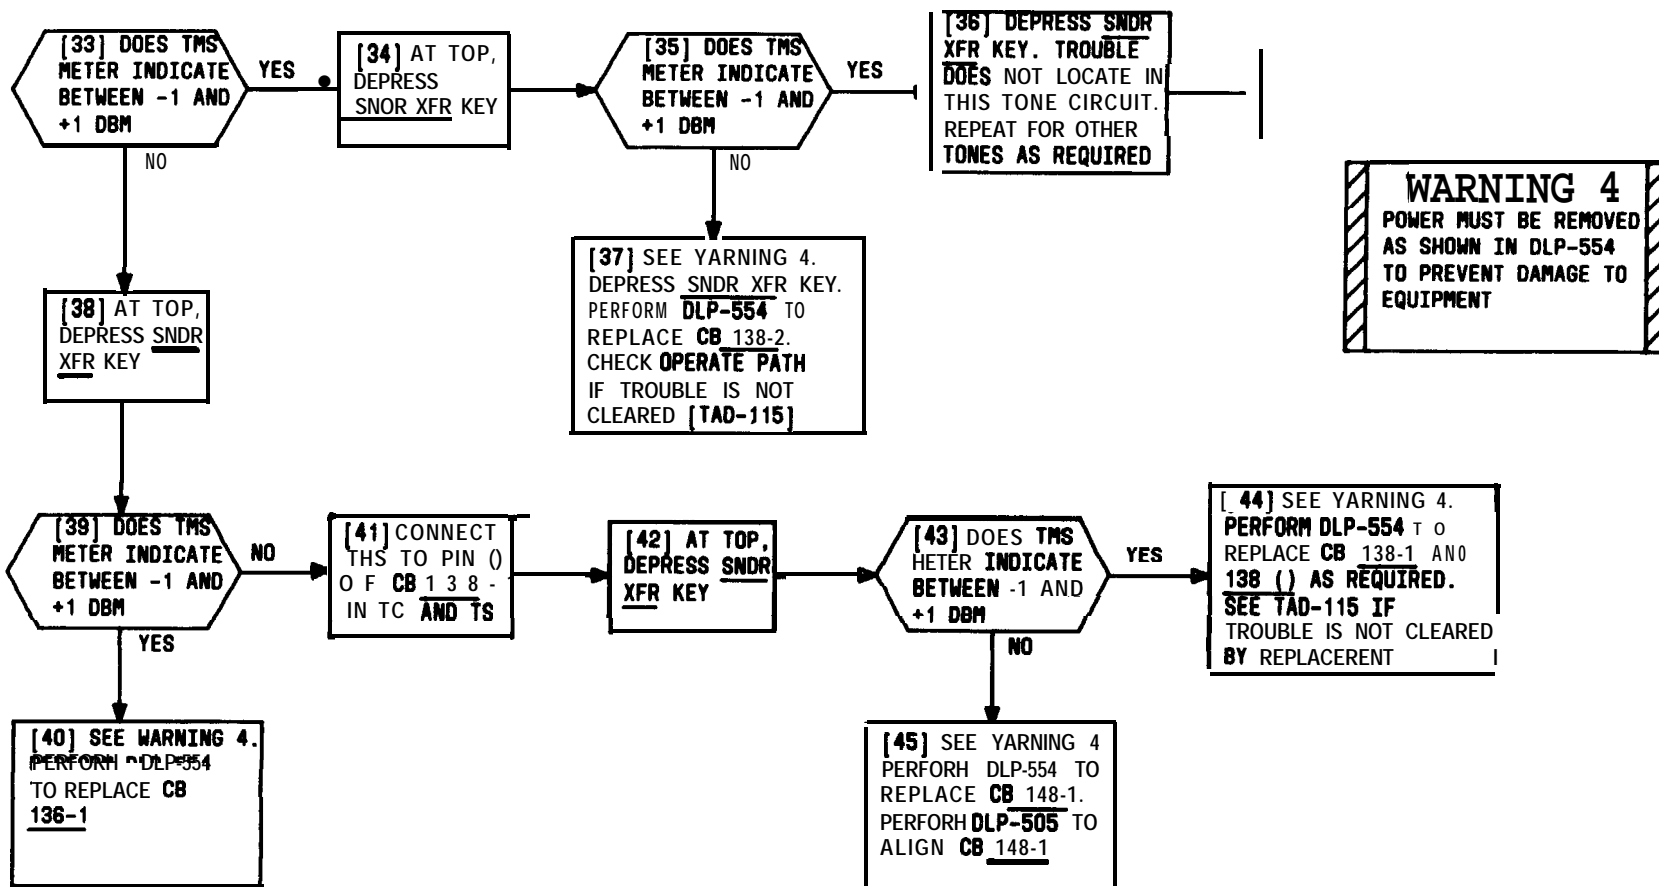 [33] DOES TMS
METER INDICATE
BETWEEN -1 AND
+1 DBM
YES
NO
[34] AT TOP,
DEPRESS
SNOR XFR KEY
[35] DOES TMS
METER INDICATE
BETWEEN -1 AND
+1 DBM
YES
NO
[36] DEPRESS SNDR
XFR KEY. TROUBLE
DOES NOT LOCATE IN
THIS TONE CIRCUIT.
REPEAT FOR OTHER
TONES AS REQUIRED
WARNING 4
POWER MUST BE REMOVED
AS SHOWN IN DLP-554
TO PREVENT DAMAGE TO
EQUIPMENT
[37] SEE YARNING 4.
DEPRESS SNDR XFR KEY.
PERFORM DLP-554 TO
REPLACE CB 138-2.
CHECK OPERATE PATH
IF TROUBLE IS NOT
CLEARED [TAD-115]
[38] AT TOP,
DEPRESS SNDR
XFR KEY
[39] DOES TMS
METER INDICATE
BETWEEN -1 AND
+1 DBM
NO
YES
[40] SEE WARNING 4.
PERFORH DLP-554
TO REPLACE CB
136-1
[41] CONNECT
THS TO PIN ()
O F CB 1 3 8 -
IN TC AND TS
[42] AT TOP,
DEPRESS SNDR
XFR KEY
[43] DOES TMS
HETER INDICATE
BETWEEN -1 AND
+1 DBM
YES
NO
[44] SEE YARNING 4.
PERFORM DLP-554 T O
REPLACE CB 138-1 AN0
138 () AS REQUIRED.
SEE TAD-115 IF
TROUBLE IS NOT CLEARED
BY REPLACERENT
[45] SEE YARNING 4
PERFORH DLP-554 TO
REPLACE CB 148-1.
PERFORH DLP-505 TO
ALIGN CB 148-1